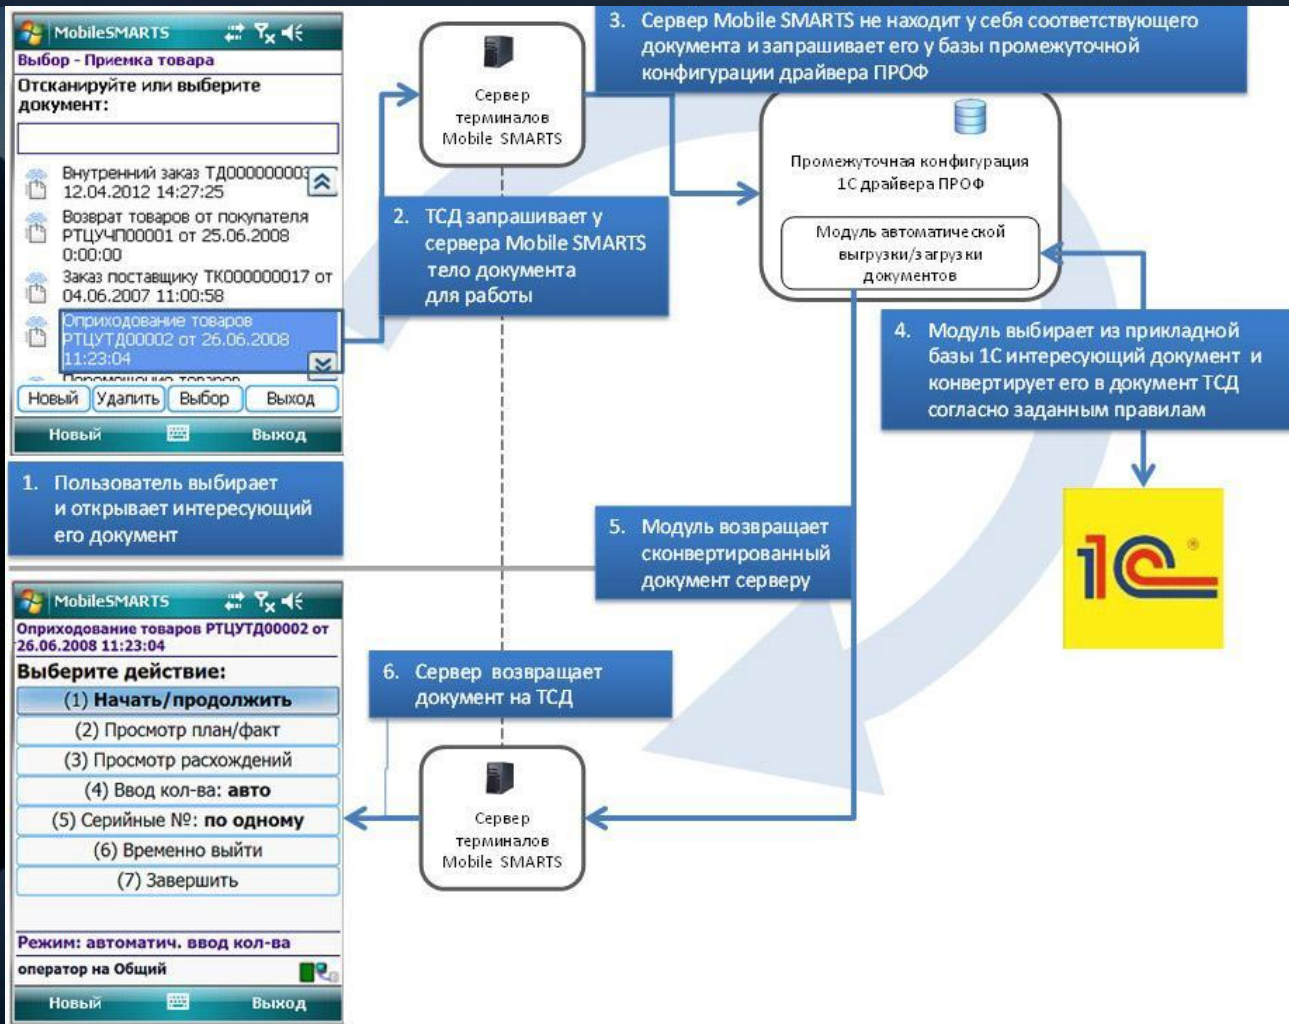 MobileSMARTS
Выбор - Приемка товара
Отсканируйте или выберите
документ:
Внутренний заказ ТД000000003
12.04.2012 14:27:25
Возврат товаров от покупателя
РТЦУЧП00001 от 25.06.2008
0:00:00
Заказ поставщику ТК000000017 от
04.06.2007 11:00:58
Оприходование товаров
РТЦУТД00002 от 26.06.2008
11:23:04
Перемещение товаров
Новый Удалить Выбор Выход
Новый Выход
1. Пользователь выбирает
и открывает интересующий
его документ
Сервер
терминалов
Mobile SMARTS
2. ТСД запрашивает у
сервера Mobile SMARTS
тело документа
для работы
3. Сервер Mobile SMARTS не находит у себя соответствующего
документа и запрашивает его у базы промежуточной
конфигурации драйвера ПРОФ
Промежуточная конфигурация
1С драйвера ПРОФ
Модуль автоматической
выгрузки/загрузки
документов
4. Модуль выбирает из прикладной
базы 1С интересующий документ и
конвертирует его в документ ТСД
согласно заданным правилам
1С®
5. Модуль возвращает
сконвертированный
документ серверу
6. Сервер возвращает
документ на ТСД
Сервер
терминалов
Mobile SMARTS
MobileSMARTS
Оприходование товаров РТЦУТД00002 от
26.06.2008 11:23:04
Выберите действие:
(1) Начать/продолжить
(2) Просмотр план/факт
(3) Просмотр расхождений
(4) Ввод кол-ва: авто
(5) Серийные №: по одному
(6) Временно выйти
(7) Завершить
Режим: автоматич. ввод кол-ва
оператор на Общий
Новый Выход